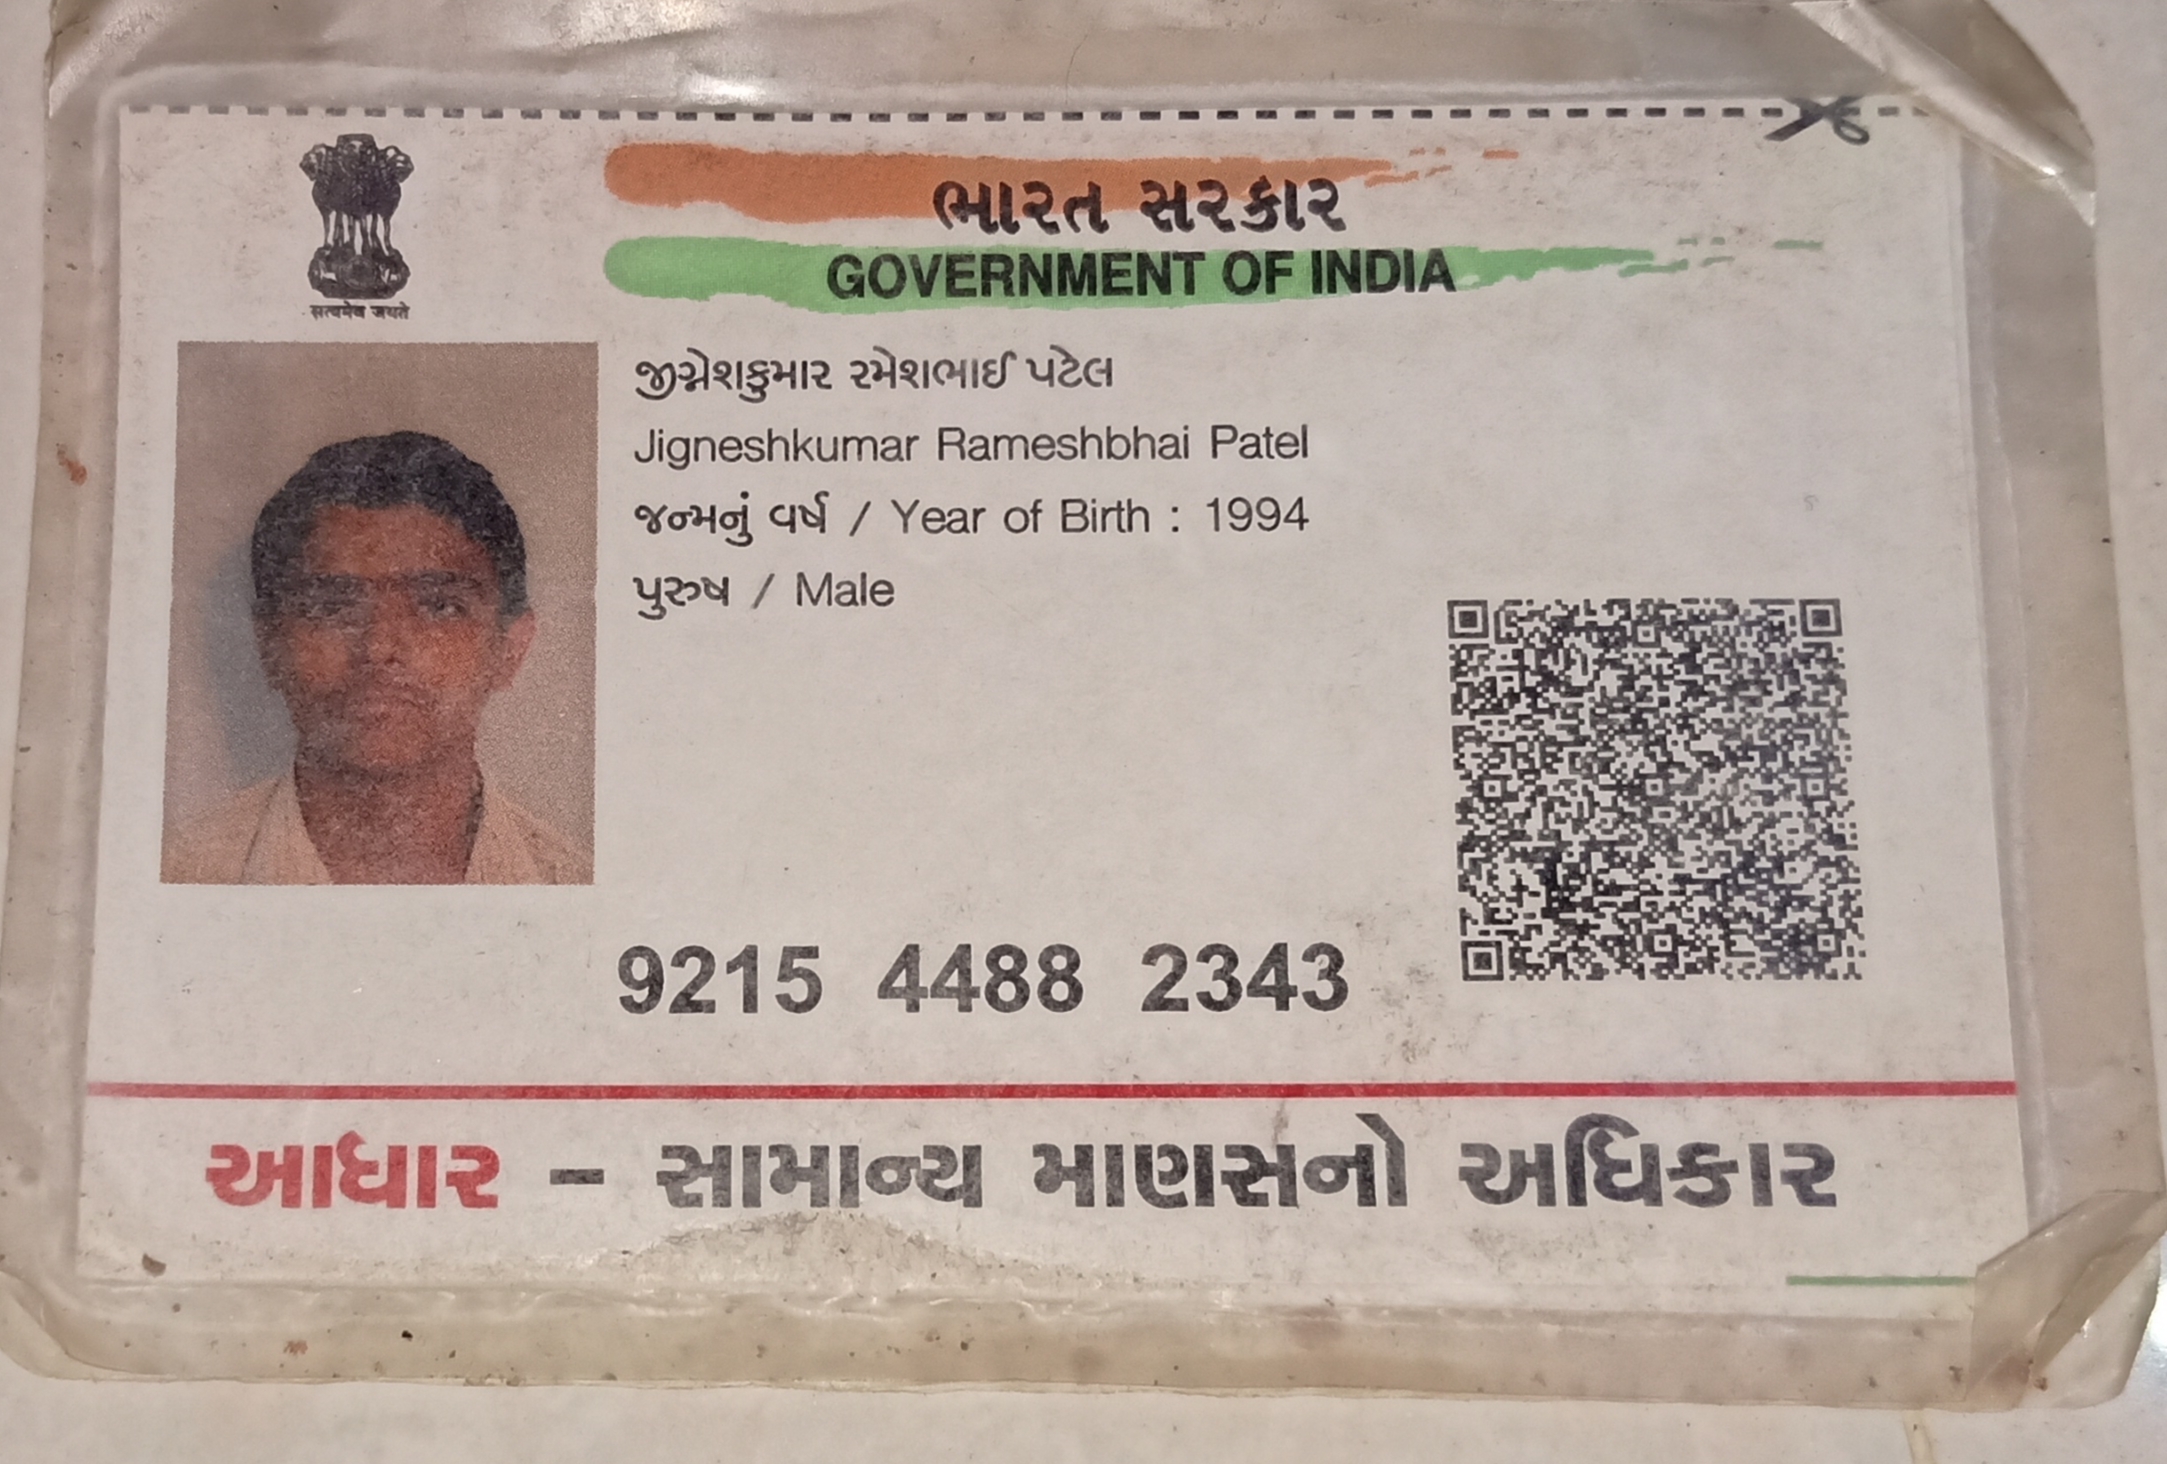 ભારત સરકાર
GOVERNMENT OF INDIA
सत्यमेव जयते
જીગ્નેશકુમાર રમેશભાઈ પટેલ
Jigneshkumar Rameshbhai Patel
જન્મનું વર્ષ / Year of Birth : 1994
પુરુષ / Male
9215 4488 2343
આધાર – સામાન્ય માણસનો અધિકાર